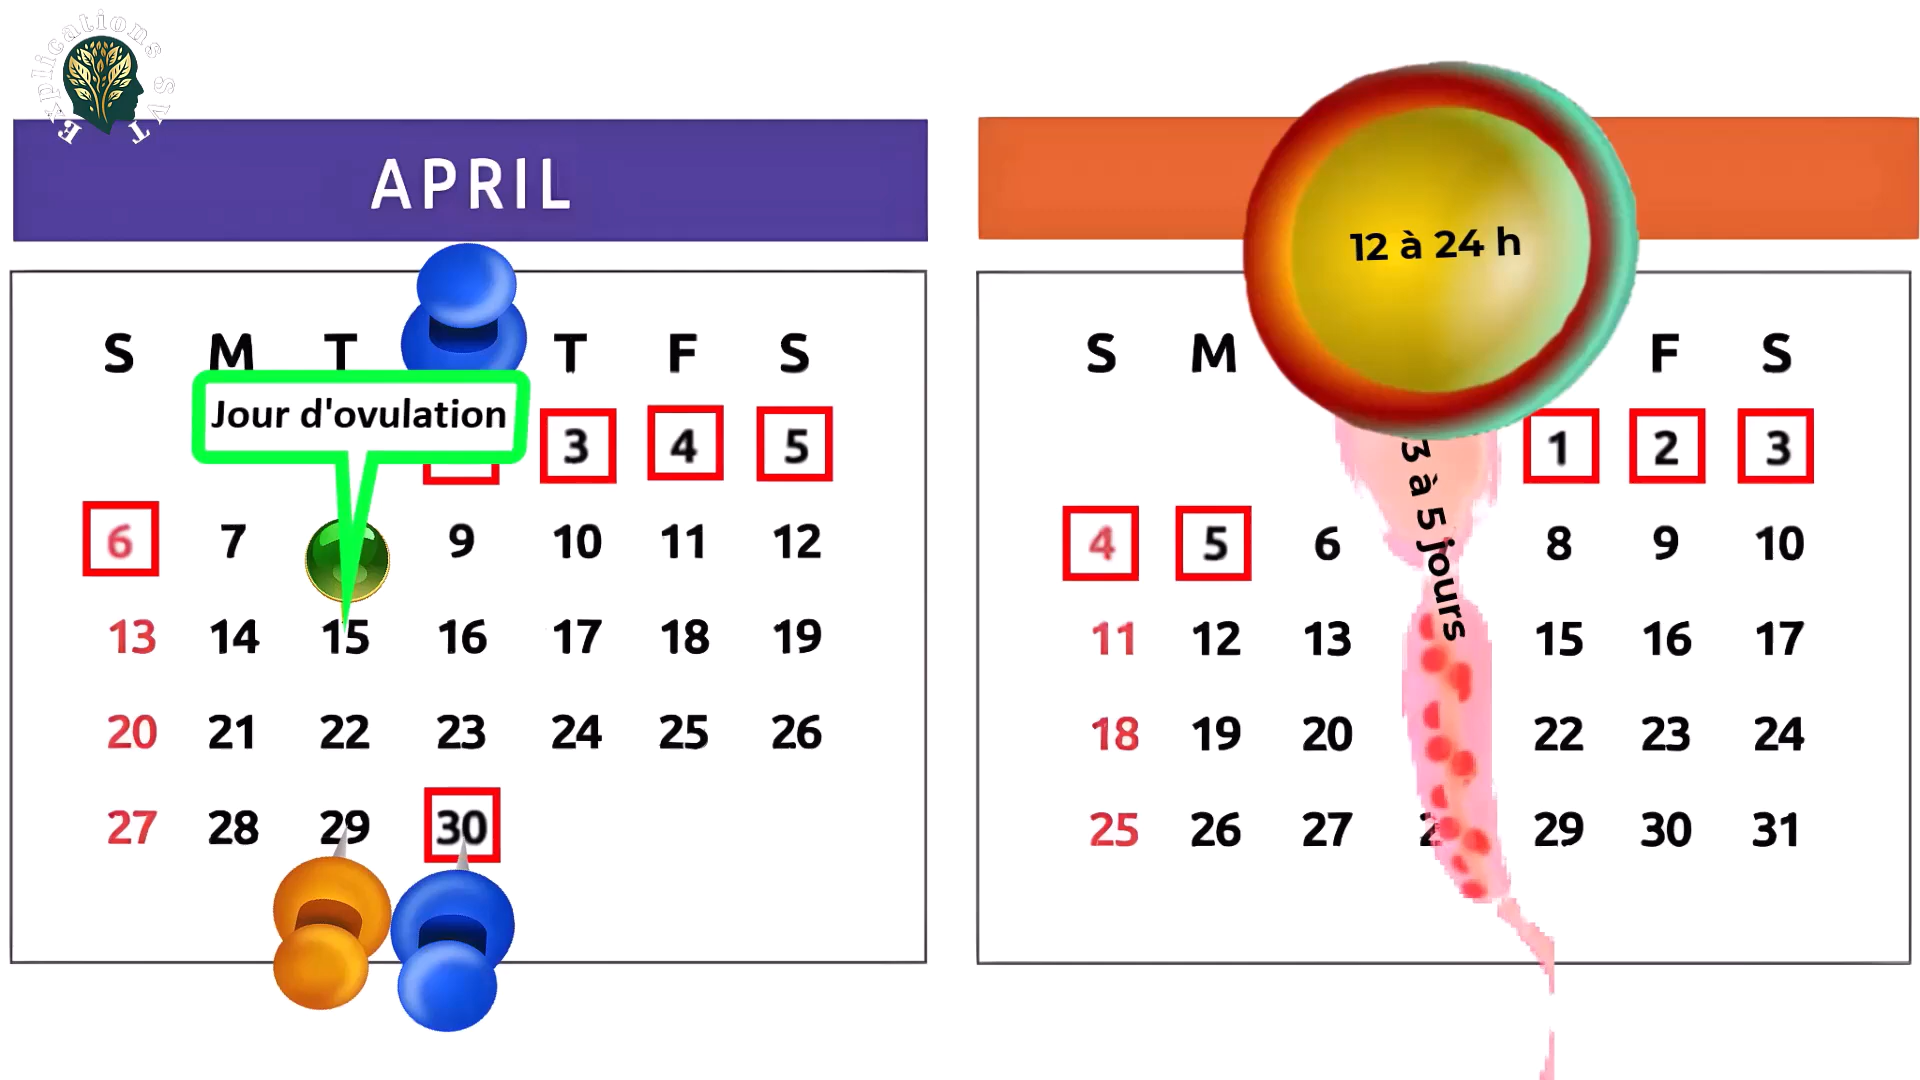 Explications SVT
APRIL
12 à 24 h
S M T T F S
S M F S
Jour d'ovulation
3 4 5
3 à 5 jours
1 2 3
6 7 9 10 11 12
4 5 6 8 9 10
13 14 15 16 17 18 19
11 12 13 15 16 17
20 21 22 23 24 25 26
18 19 20 22 23 24
27 28 29 30
25 26 27 29 30 31